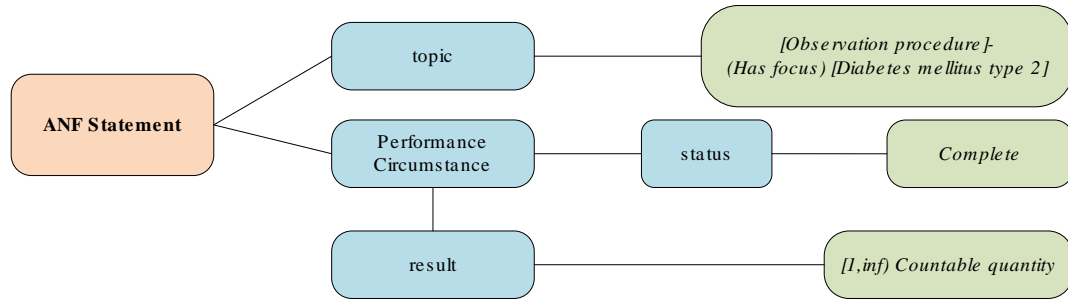 topic
[Observation procedure]-
(Has focus) [Diabetes mellitus type 2]
ANF Statement
Performance
Circumstance
status
Complete
result
[1,inf) Countable quantity